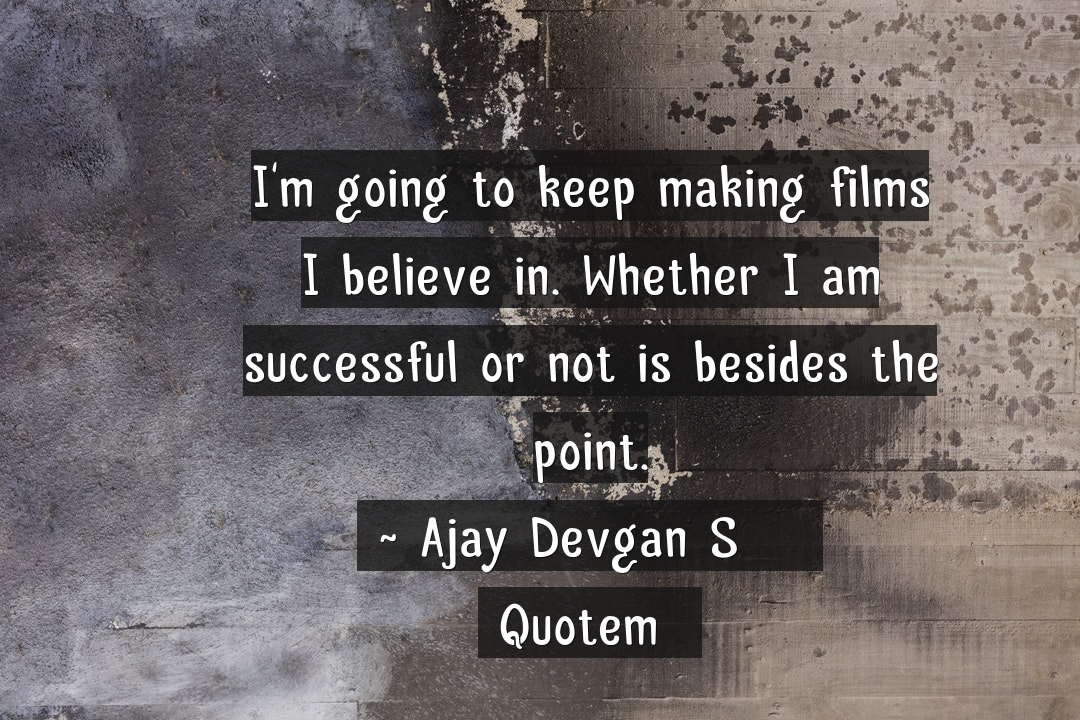 I'm going to keep making films
I believe in. Whether I am
successful or not is besides the
point.
~ Ajay Devgan S
Quotem